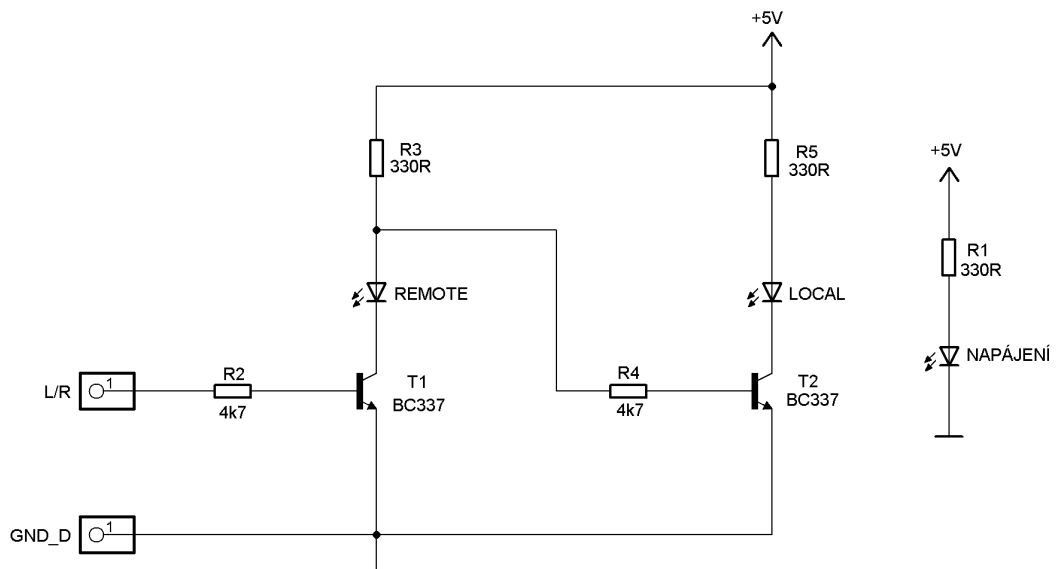 +5V
R3
330R
R5
330R
+5V
R1
330R
REMOTE
LOCAL
NAPÁJENÍ
L/R
1
R2
4k7
T1
BC337
R4
4k7
T2
BC337
GND_D
1